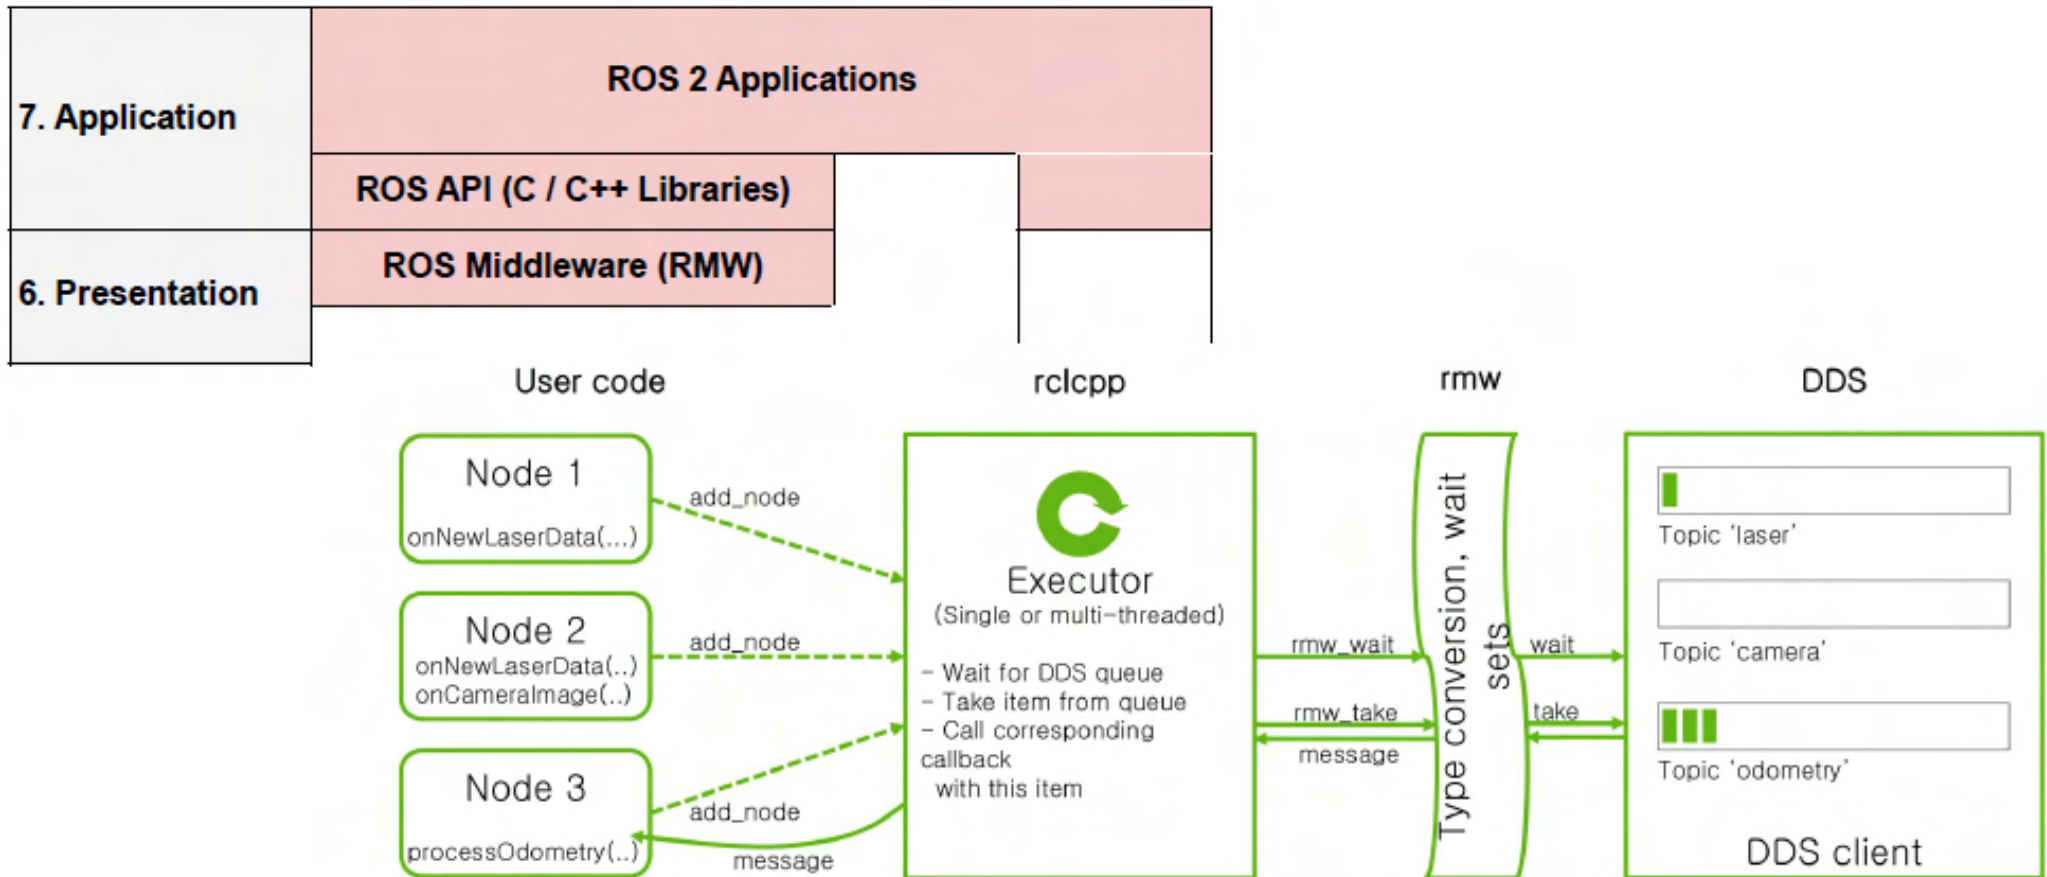 7. Application
ROS 2 Applications
ROS API (C / C++ Libraries)
6. Presentation
ROS Middleware (RMW)
User code
rclcpp
rmw
DDS
Node 1
onNewLaserData(...)
add_node
Node 2
onNewLaserData(..)
onCameraImage(..)
add_node
Node 3
processOdometry(..)
add_node
message
Executor
(Single or multi-threaded)
- Wait for DDS queue
- Take item from queue
- Call corresponding
callback
with this item
rmw_wait
rmw_take
message
Type conversion, wait
sets
wait
take
Topic 'laser'
Topic 'camera'
Topic 'odometry'
DDS client